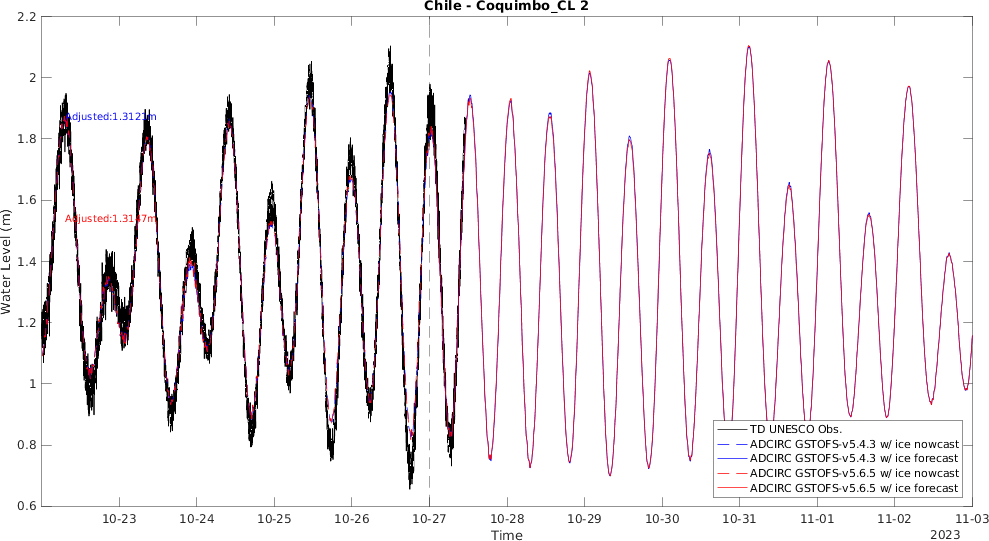 Chile - Coquimbo_CL 2
2.2
2
1.8
1.6
1.4
1.2
1
0.8
0.6
Water Level (m)
Adjusted:1.3121m
Adjusted:1.3147m
TD UNESCO Obs.
ADCIRC GSTOFS-v5.4.3 w/ ice nowcast
ADCIRC GSTOFS-v5.4.3 w/ ice forecast
ADCIRC GSTOFS-v5.6.5 w/ ice nowcast
ADCIRC GSTOFS-v5.6.5 w/ ice forecast
10-23 10-24 10-25 10-26 10-27 10-28 10-29 10-30 10-31 11-01 11-02 11-03
Time
2023